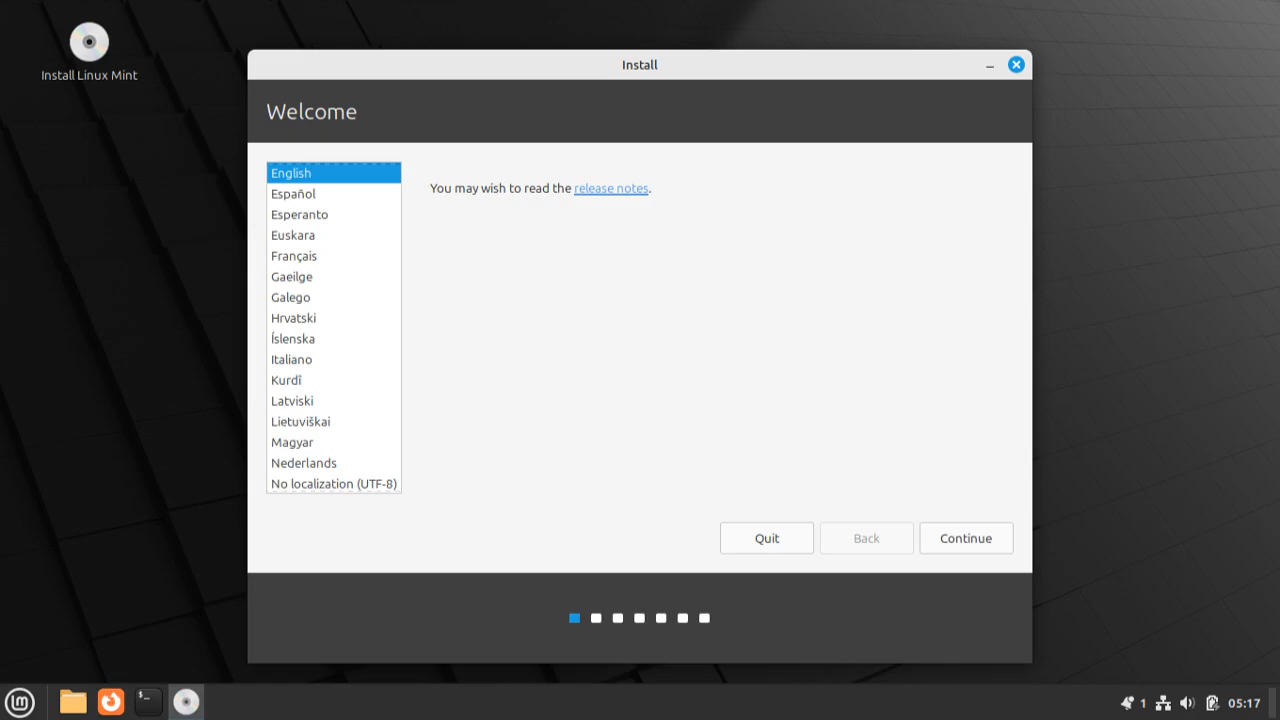 Install Linux Mint
Install
Welcome
English
Español
Esperanto
Euskara
Français
Gaeilge
Galego
Hrvatski
Íslenska
Italiano
Kurdî
Latviski
Lietuviškai
Magyar
Nederlands
No localization (UTF-8)
You may wish to read the release notes.
Quit
Back
Continue
$_
1
05:17